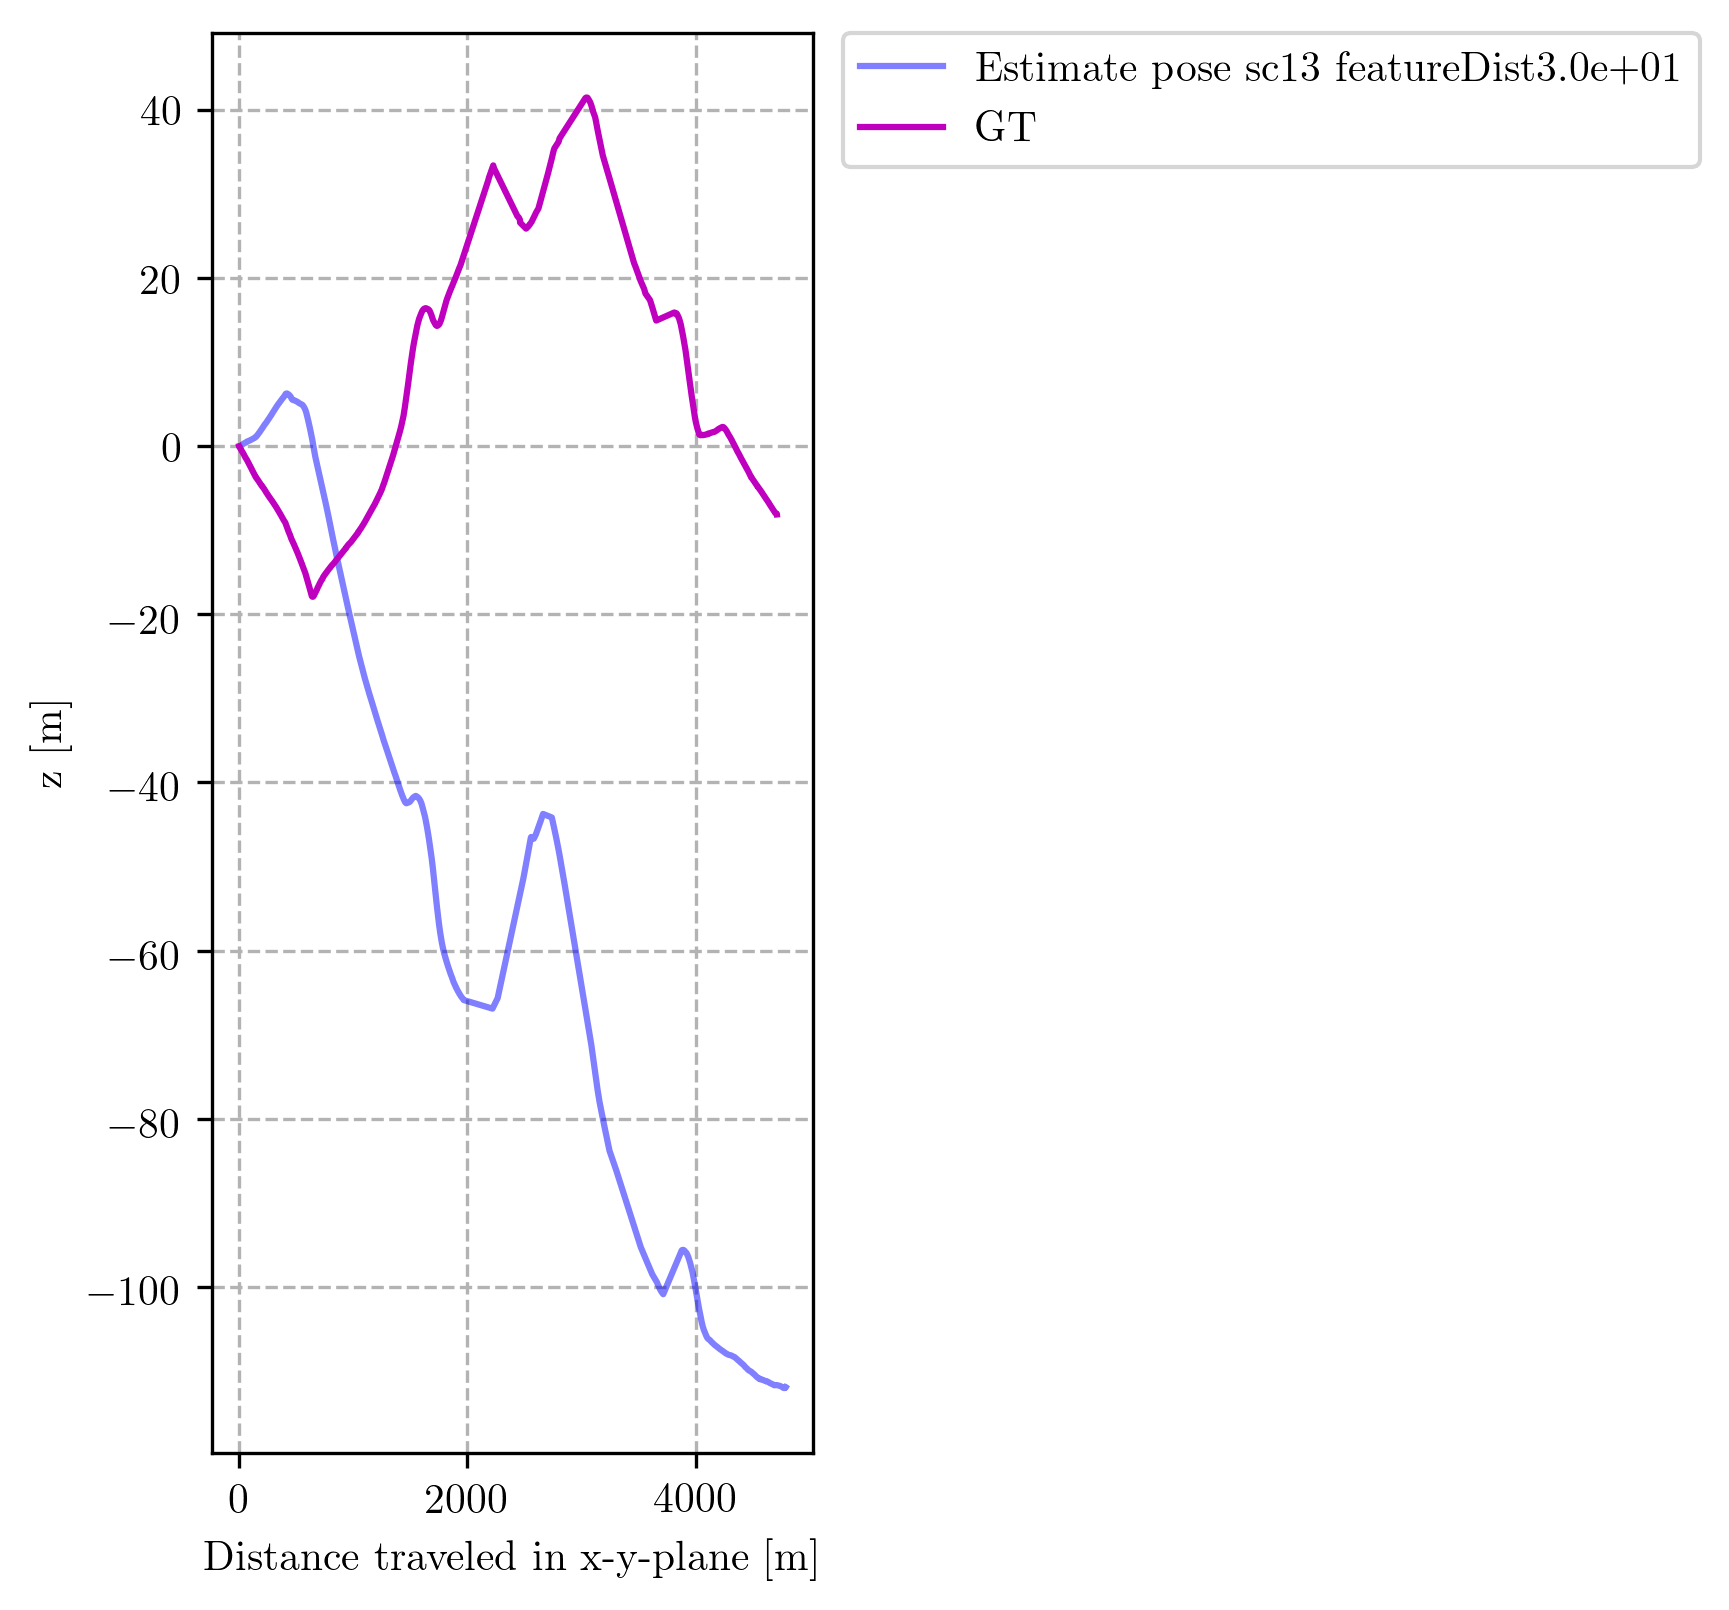 Estimate pose sc13 featureDist3.0e+01
GT
40
20
0
−20
−40
−60
−80
−100
z [m]
0 2000 4000
Distance traveled in x-y-plane [m]